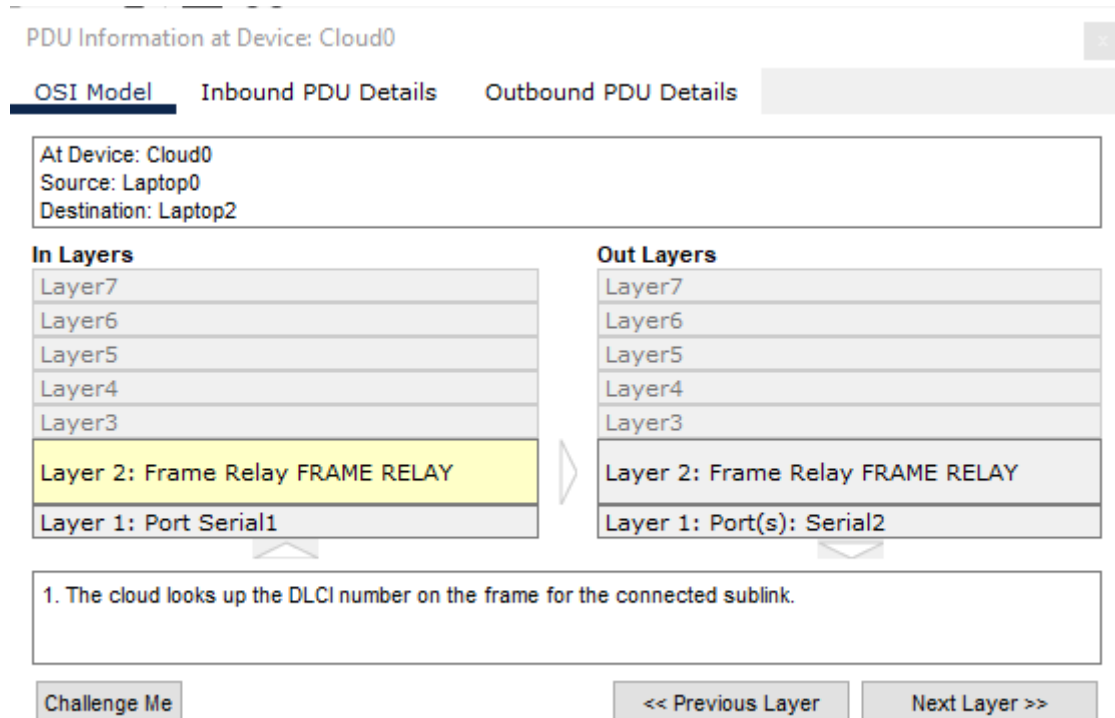 PDU Information at Device: Cloud0
x
OSI Model Inbound PDU Details Outbound PDU Details
At Device: Cloud0
Source: Laptop0
Destination: Laptop2
In Layers Out Layers
Layer7 Layer7
Layer6 Layer6
Layer5 Layer5
Layer4 Layer4
Layer3 Layer3
Layer 2: Frame Relay FRAME RELAY Layer 2: Frame Relay FRAME RELAY
Layer 1: Port Serial1 Layer 1: Port(s): Serial2
1. The cloud looks up the DLCI number on the frame for the connected sublink.
Challenge Me << Previous Layer Next Layer >>